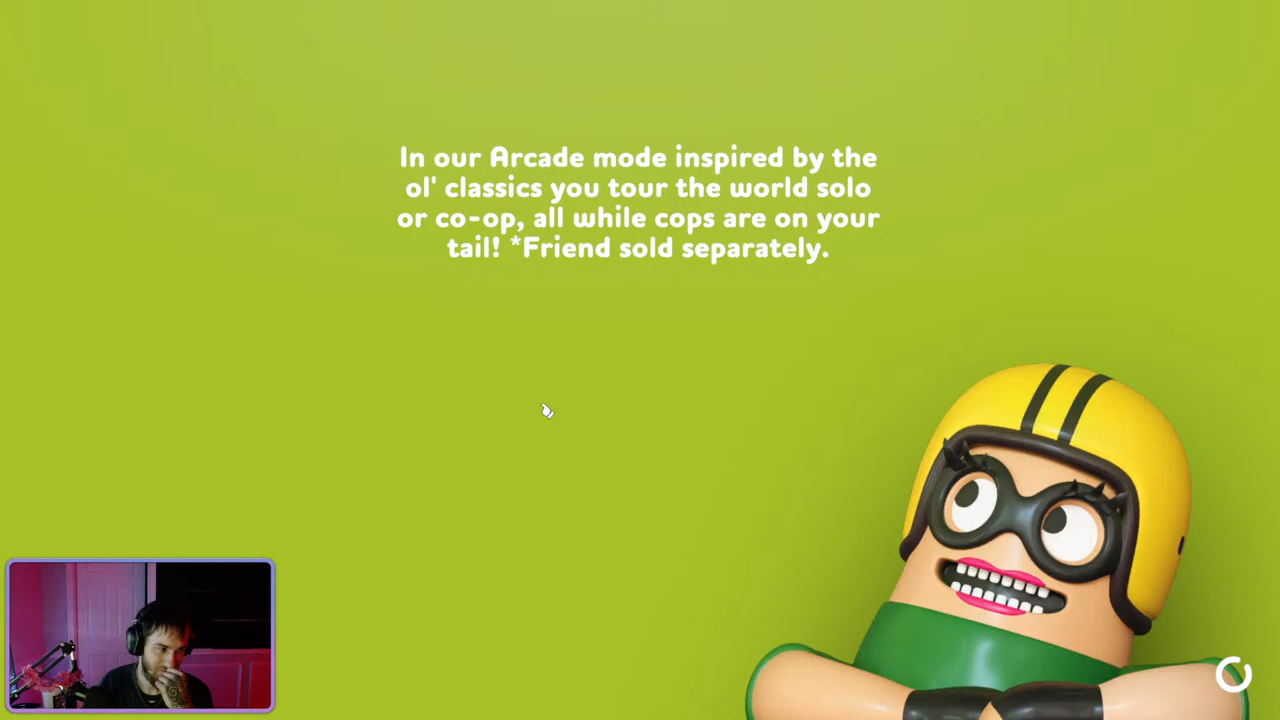 In our Arcade mode inspired by the
ol' classics you tour the world solo
or co-op, all while cops are on your
tail! *Friend sold separately.